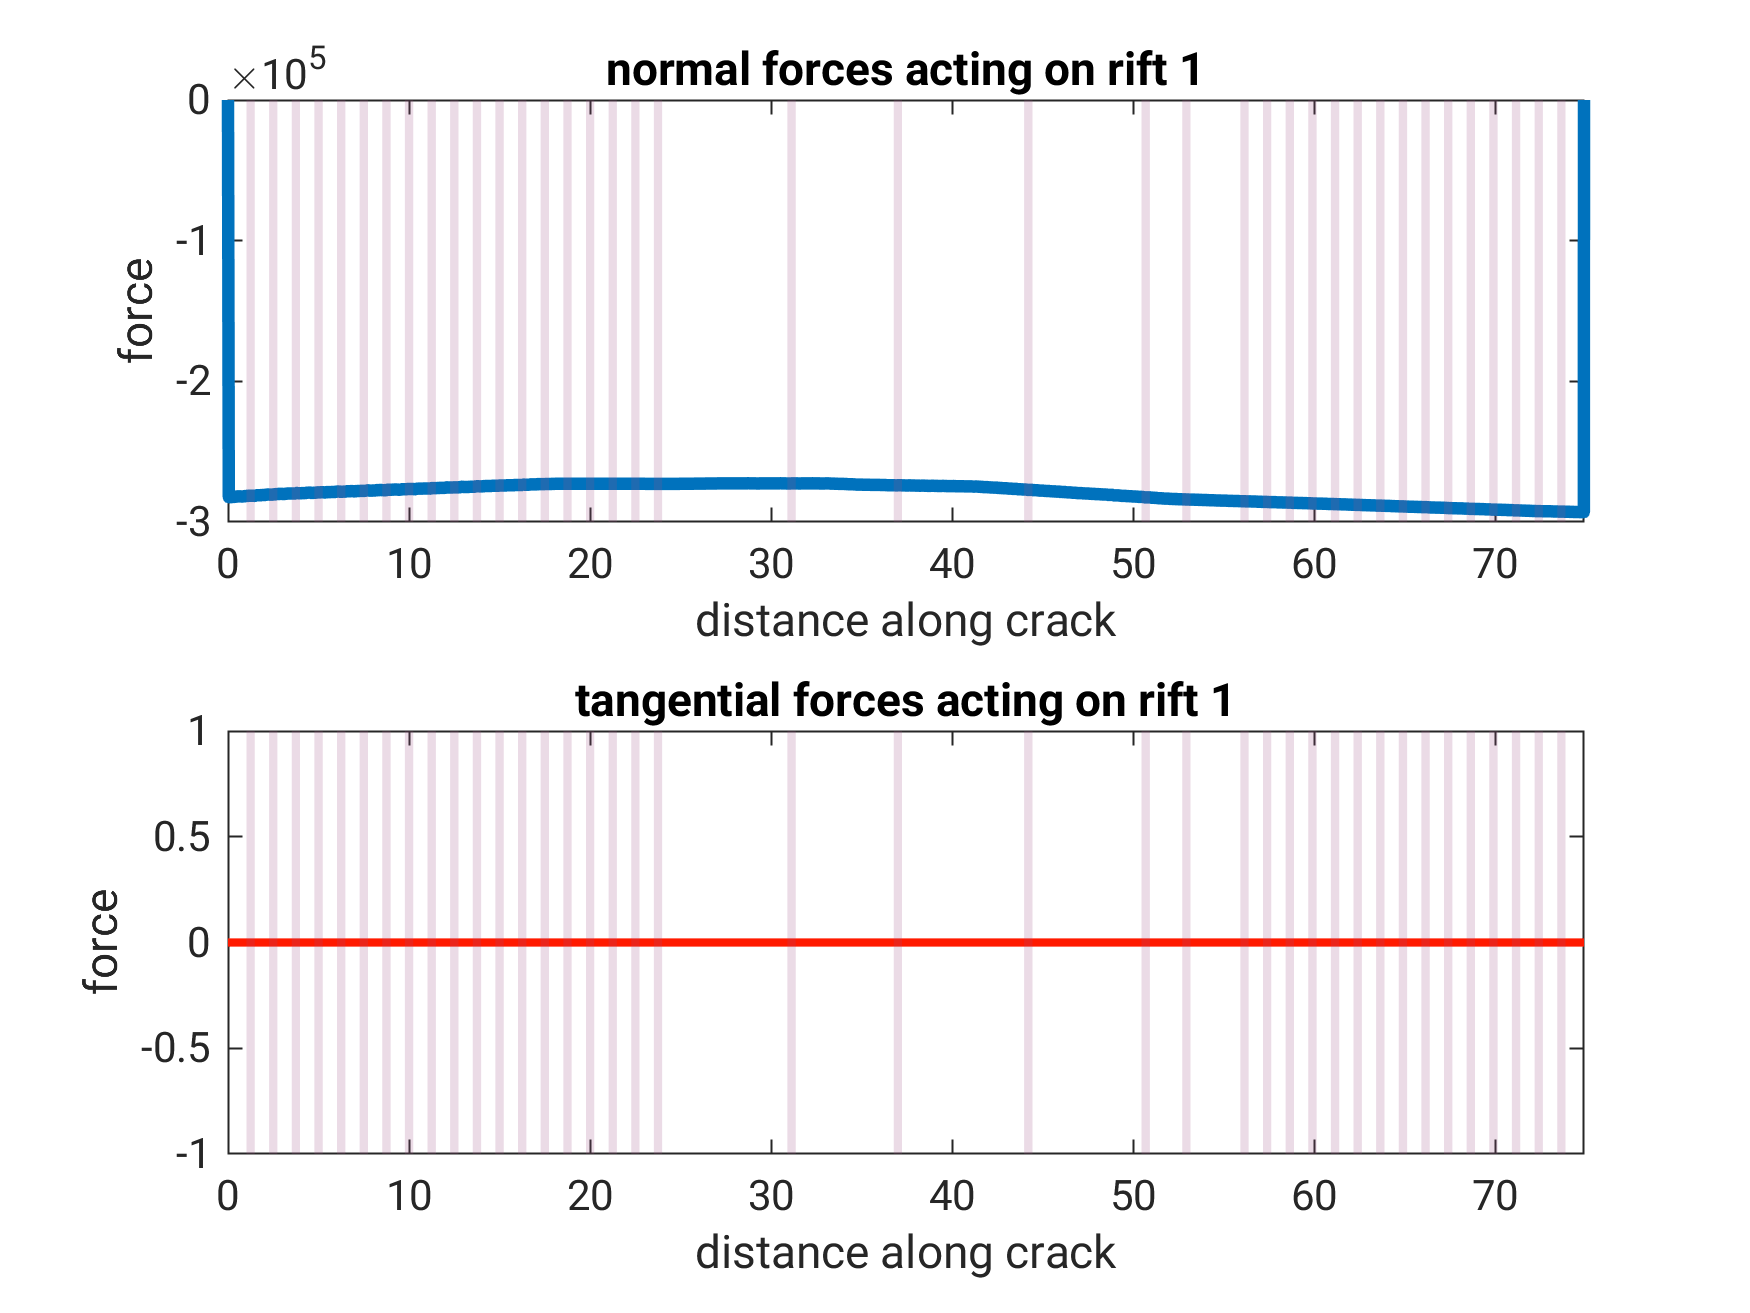 ×10^5
normal forces acting on rift 1
0
-1
-2
-3
force
0 10 20 30 40 50 60 70
distance along crack
tangential forces acting on rift 1
1
0.5
0
-0.5
-1
force
0 10 20 30 40 50 60 70
distance along crack